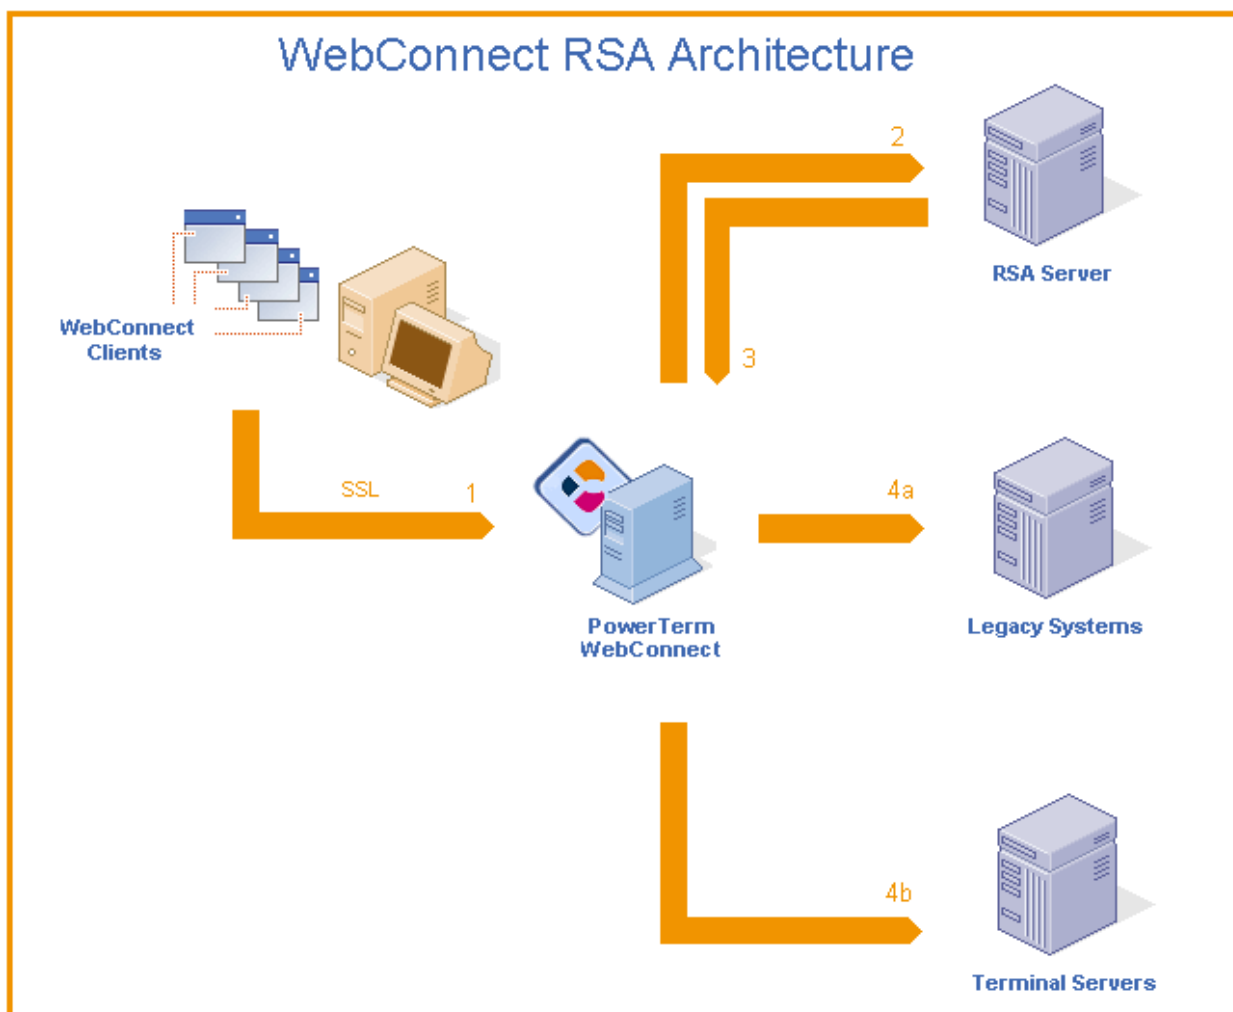 WebConnect RSA Architecture
2
RSA Server
WebConnect
Clients
3
SSL
1
4a
PowerTerm
WebConnect
Legacy Systems
4b
Terminal Servers